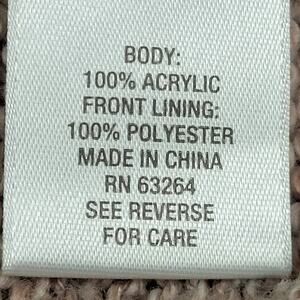 BODY:
100% ACRYLIC
FRONT LINING:
100% POLYESTER
MADE IN CHINA
RN 63264
SEE REVERSE
FOR CARE